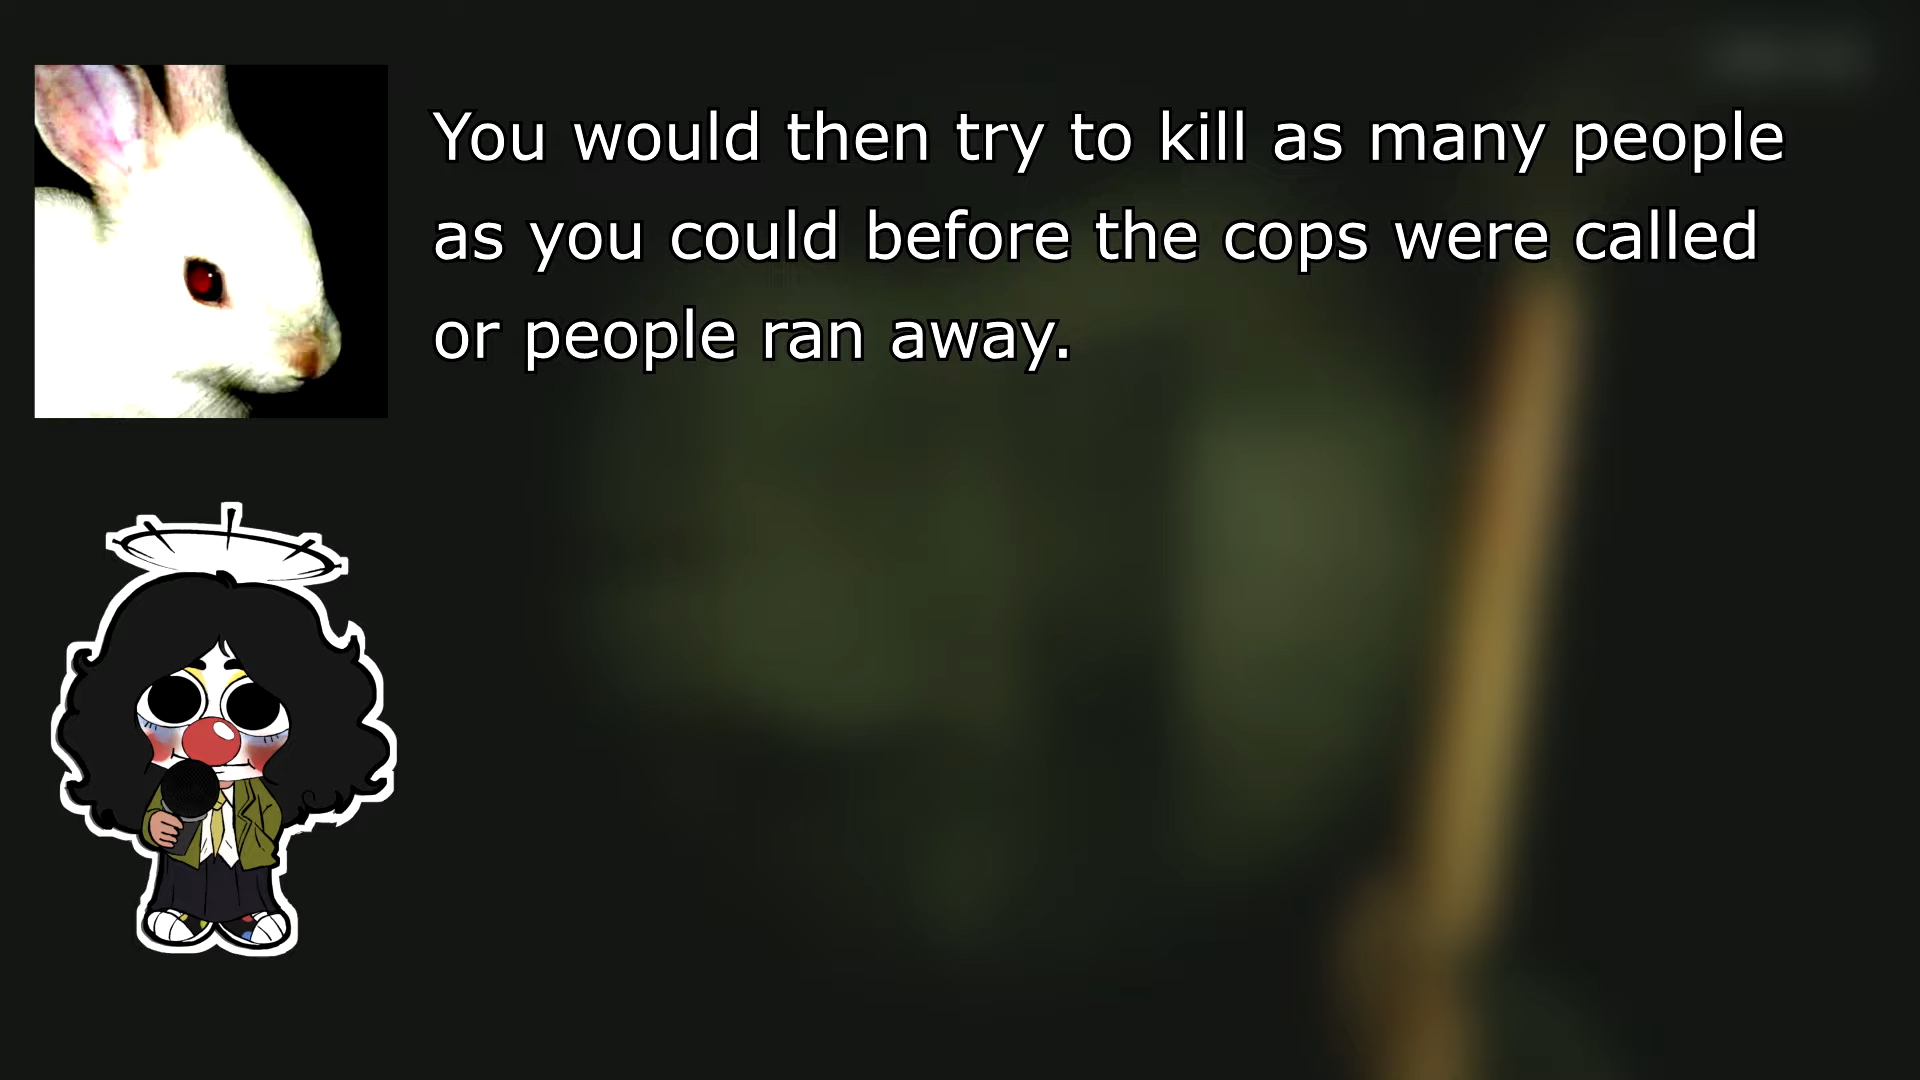 You would then try to kill as many people
as you could before the cops were called
or people ran away.